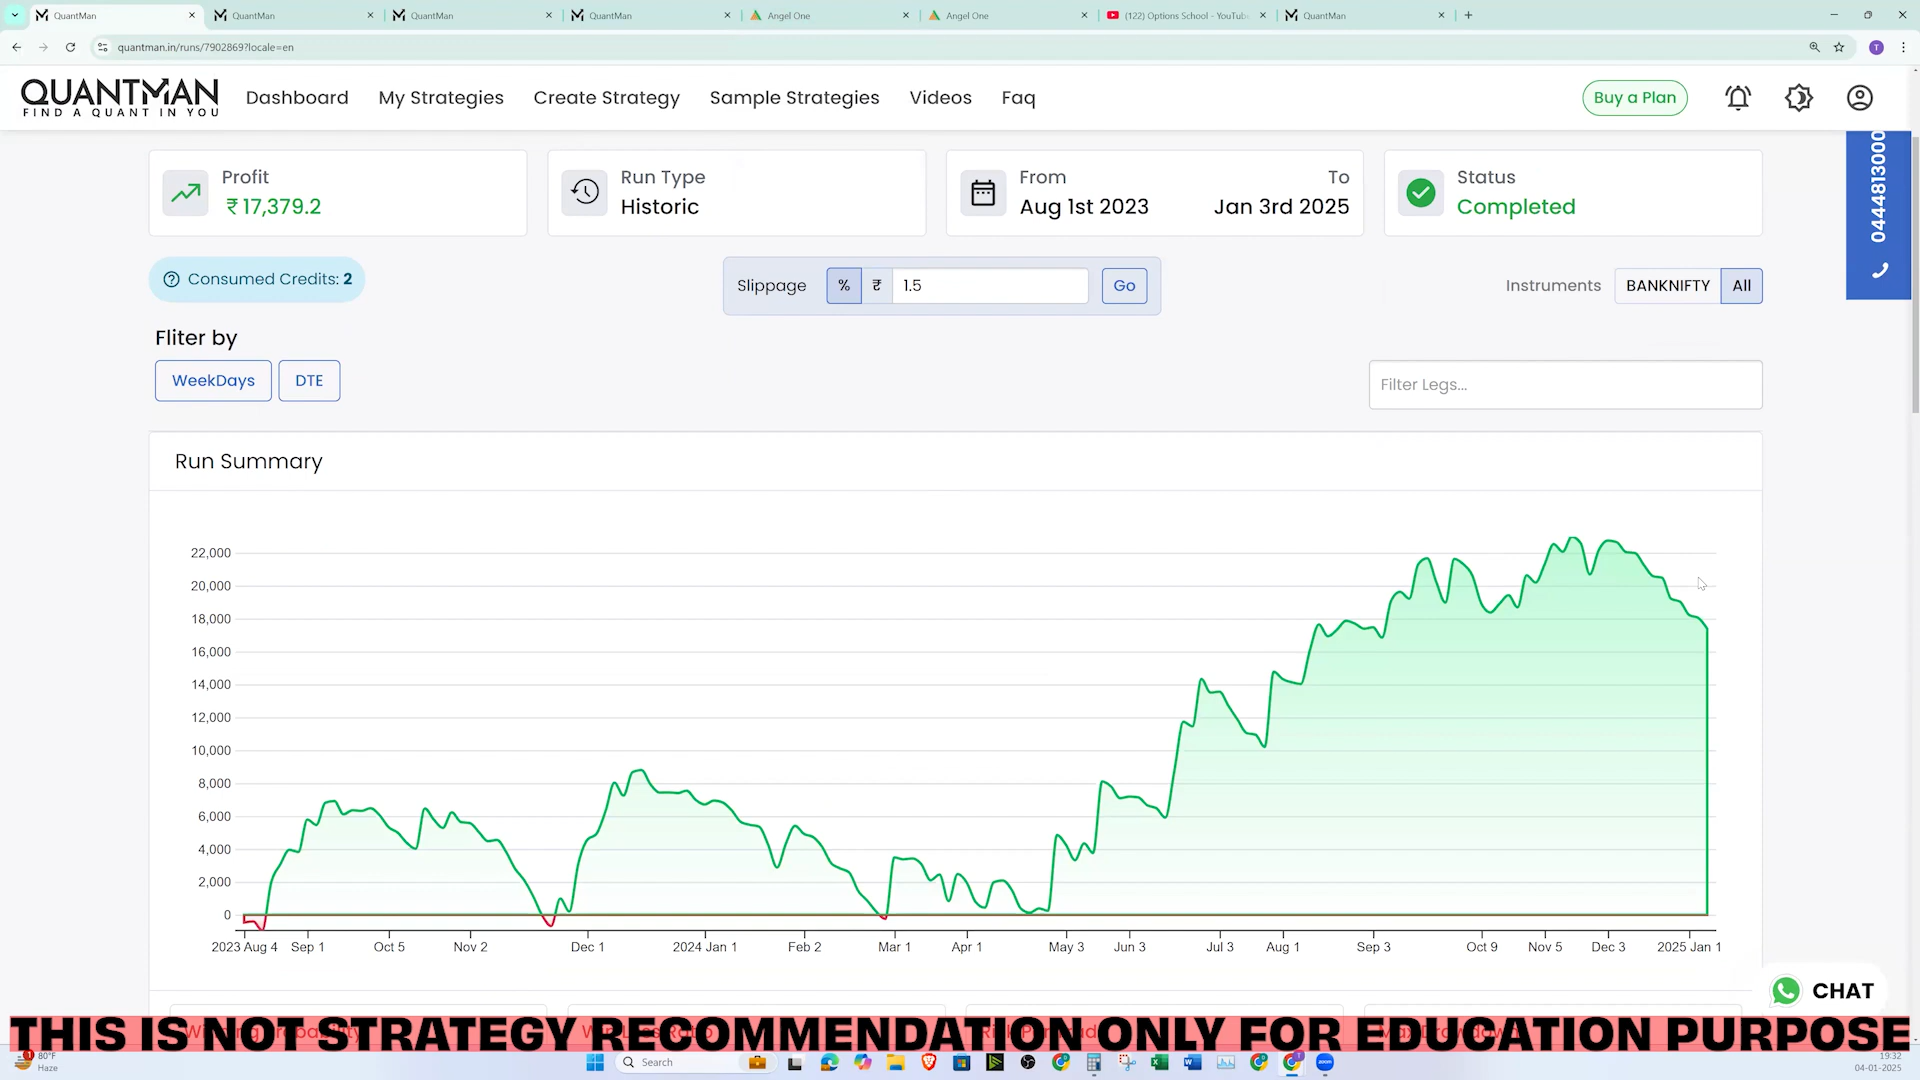 QuantMan
QuantMan
QuantMan
QuantMan
Angel One
Angel One
(122) Options School - YouTub
QuantMan
quantman.in/runs/7902869?locale=en
T
QUANTMAN
FIND A QUANT IN YOU
Dashboard
My Strategies
Create Strategy
Sample Strategies
Videos
Faq
Buy a Plan
Profit
₹ 17,379.2
Run Type
Historic
From
Aug 1st 2023
To
Jan 3rd 2025
Status
Completed
0444813000
Consumed Credits: 2
Slippage
%
₹
1.5
Go
Instruments
BANKNIFTY
All
Fliter by
WeekDays
DTE
Filter Legs...
Run Summary
22,000
20,000
18,000
16,000
14,000
12,000
10,000
8,000
6,000
4,000
2,000
0
2023 Aug 4
Sep 1
Oct 5
Nov 2
Dec 1
2024 Jan 1
Feb 2
Mar 1
Apr 1
May 3
Jun 3
Jul 3
Aug 1
Sep 3
Oct 9
Nov 5
Dec 3
2025 Jan 1
CHAT
THIS IS NOT STRATEGY RECOMMENDATION ONLY FOR EDUCATION PURPOSE
80°F
Haze
Search
zoom
19:32
04-01-2025